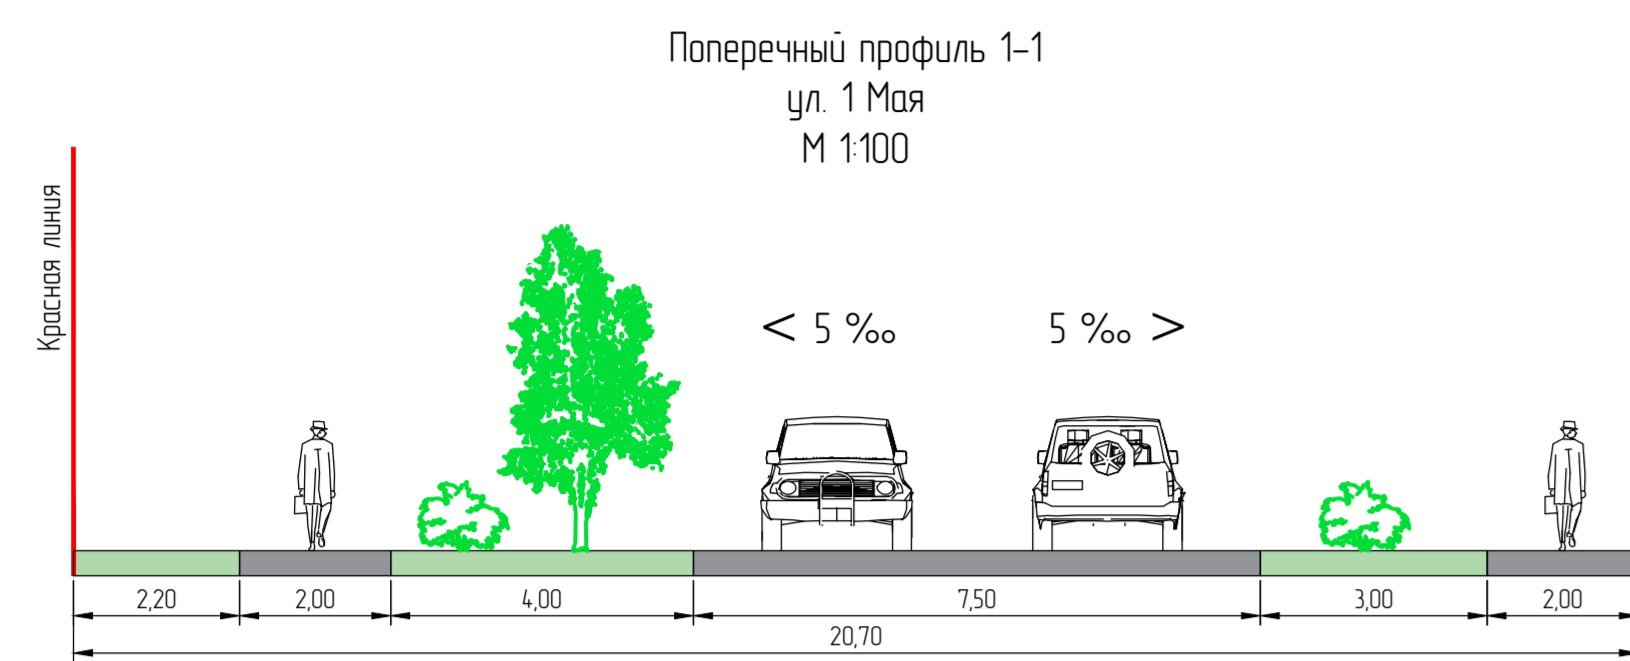 Поперечный профиль 1-1
ул. 1 Мая
М 1:100
Красная линия
< 5 ‰
5 ‰ >
2,20
2,00
4,00
7,50
3,00
2,00
20,70